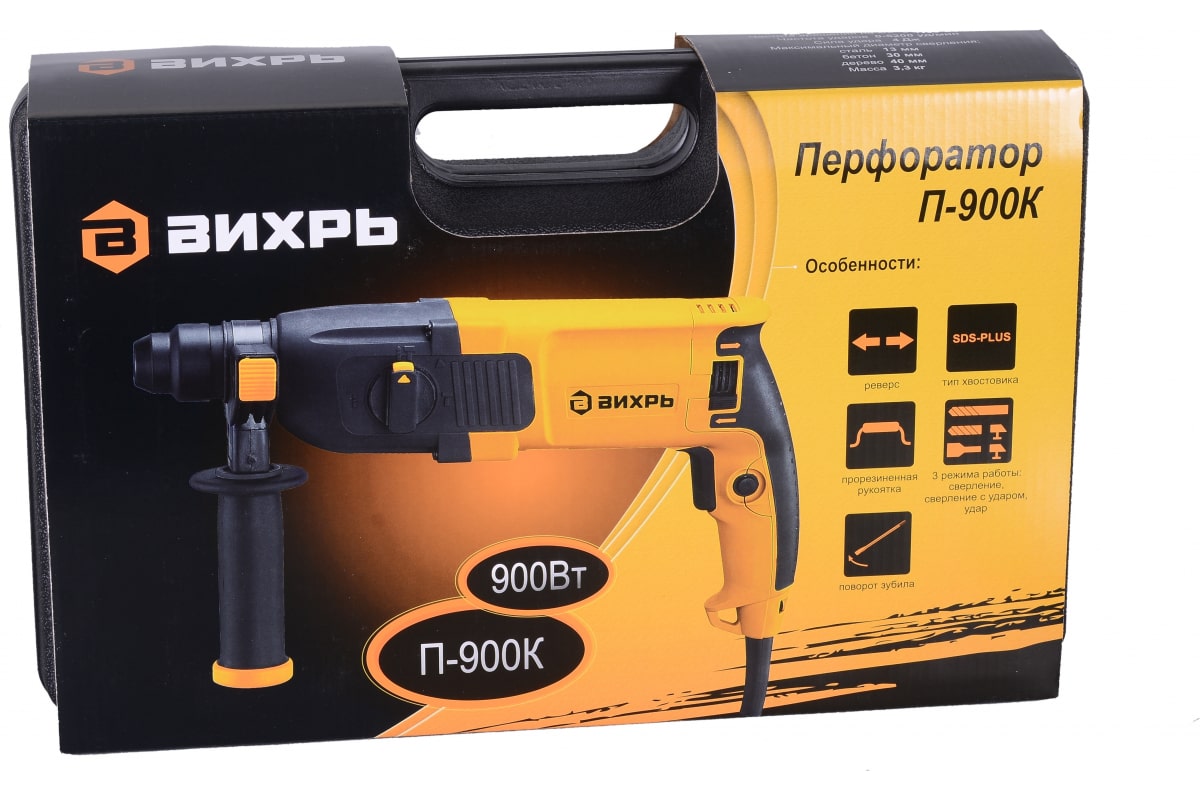 ВИХРЬ
Сила удара 4 Дж
Максимальный диаметр сверления:
сталь 13 мм
бетон 30 мм
дерево 40 мм
Масса 3,3 кг
ВИХРЬ
Перфоратор
П-900К
Особенности:
реверс
SDS-PLUS
тип хвостовика
прорезиненная
рукоятка
3 режима работы:
сверление,
сверление с ударом,
удар
поворот зубила
ВИХРЬ
900Вт
П-900К